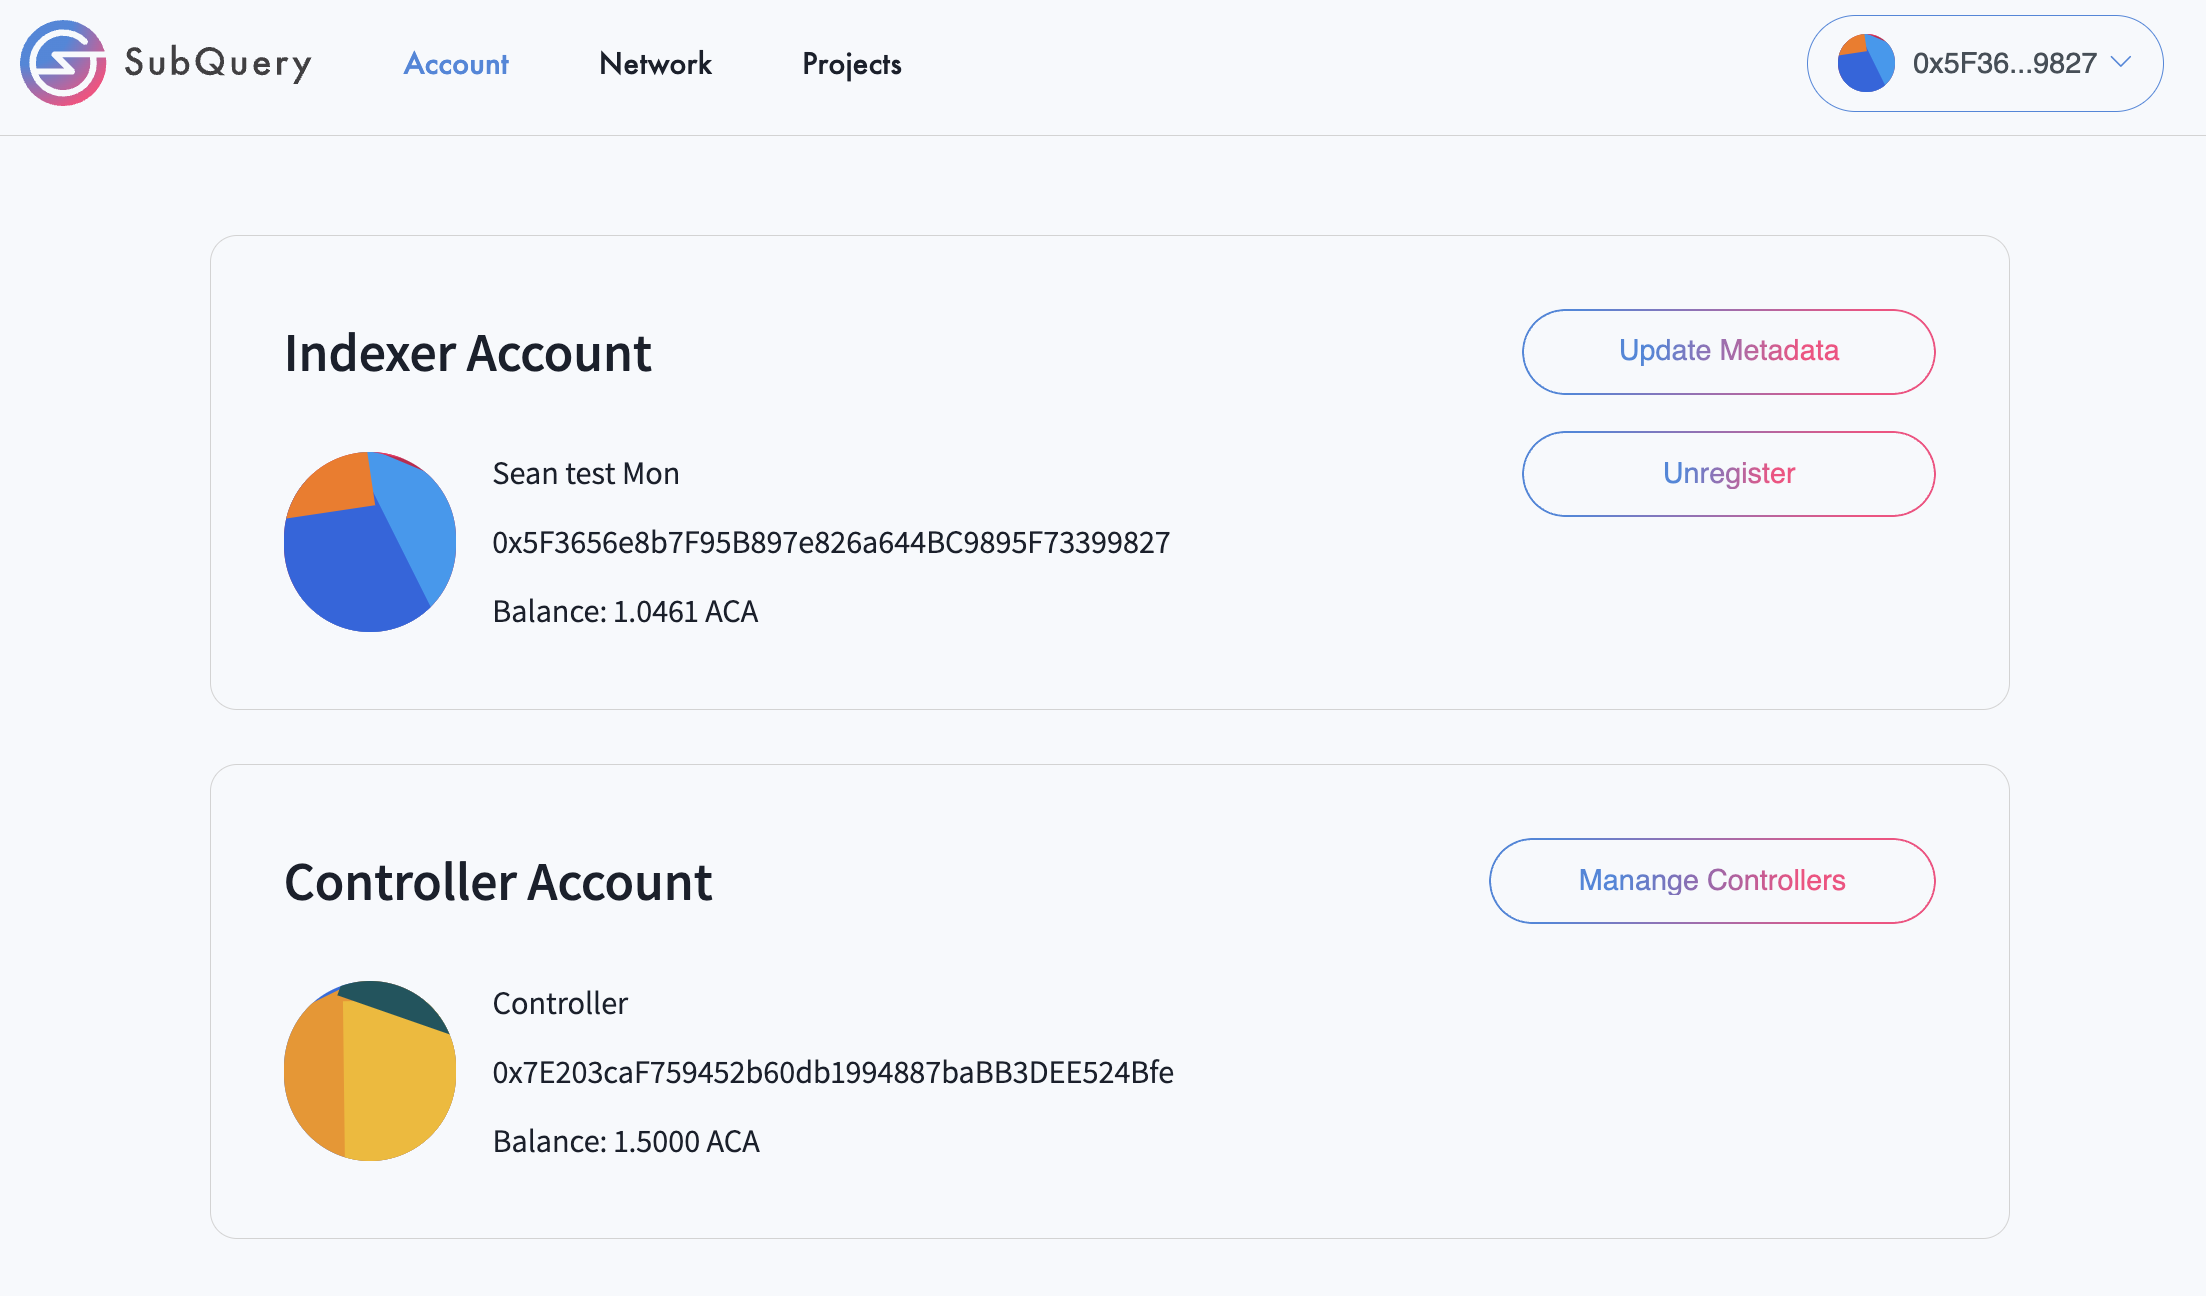 SubQuery Account Network Projects 0x5F36...9827
Indexer Account
Update Metadata
Unregister
Sean test Mon
0x5F3656e8b7F95B897e826a644BC9895F73399827
Balance: 1.0461 ACA
Controller Account
Manange Controllers
Controller
0x7E203caF759452b60db1994887baBB3DEE524Bfe
Balance: 1.5000 ACA